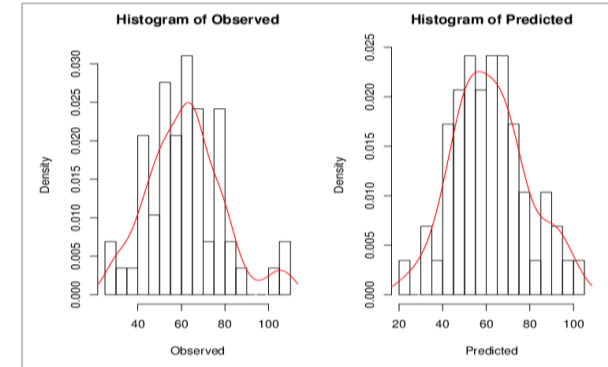 Histogram of Observed
Density
0.000 0.005 0.010 0.015 0.020 0.025 0.030
40 60 80 100
Observed
Histogram of Predicted
Density
0.000 0.005 0.010 0.015 0.020 0.025
20 40 60 80 100
Predicted